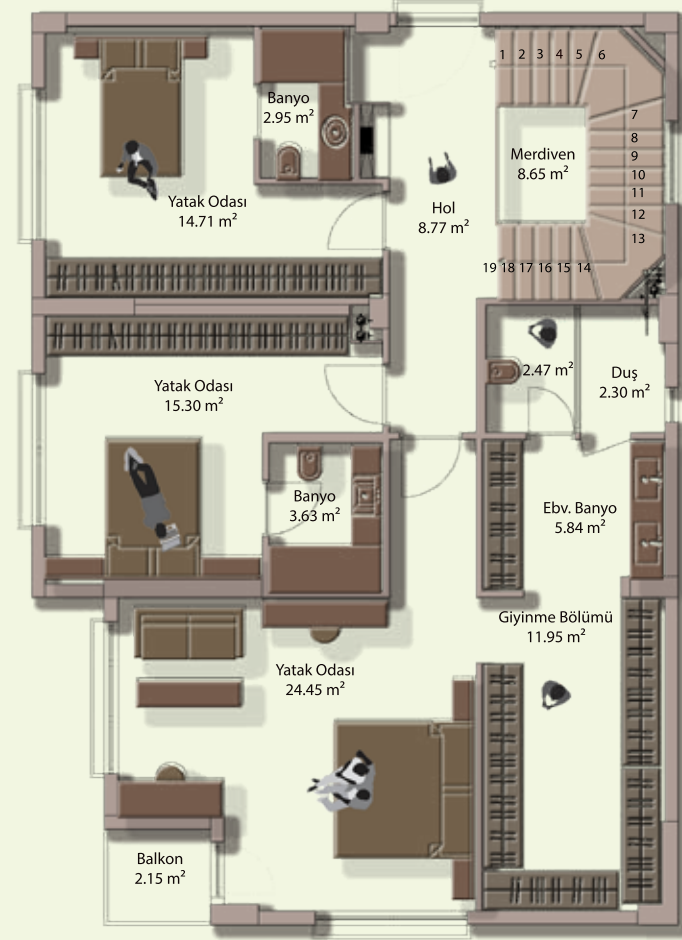 1 2 3 4 5 6
7
8
9
10
11
12
13
19 18 17 16 15 14
Banyo
2.95 m²
Merdiven
8.65 m²
Yatak Odası
14.71 m²
Hol
8.77 m²
Yatak Odası
15.30 m²
2.47 m²
Duş
2.30 m²
Banyo
3.63 m²
Ebv. Banyo
5.84 m²
Giyinme Bölümü
11.95 m²
Yatak Odası
24.45 m²
Balkon
2.15 m²